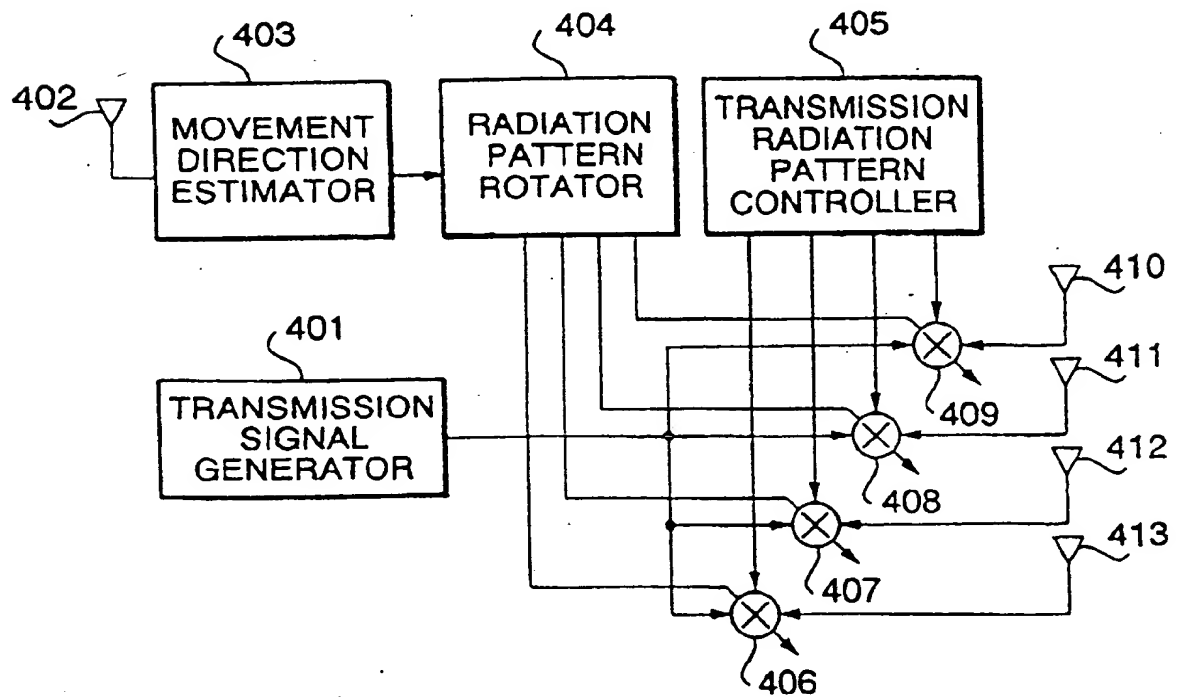 403
404
405
402
MOVEMENT
DIRECTION
ESTIMATOR
RADIATION
PATTERN
ROTATOR
TRANSMISSION
RADIATION
PATTERN
CONTROLLER
410
401
411
409
TRANSMISSION
SIGNAL
GENERATOR
412
408
413
407
406